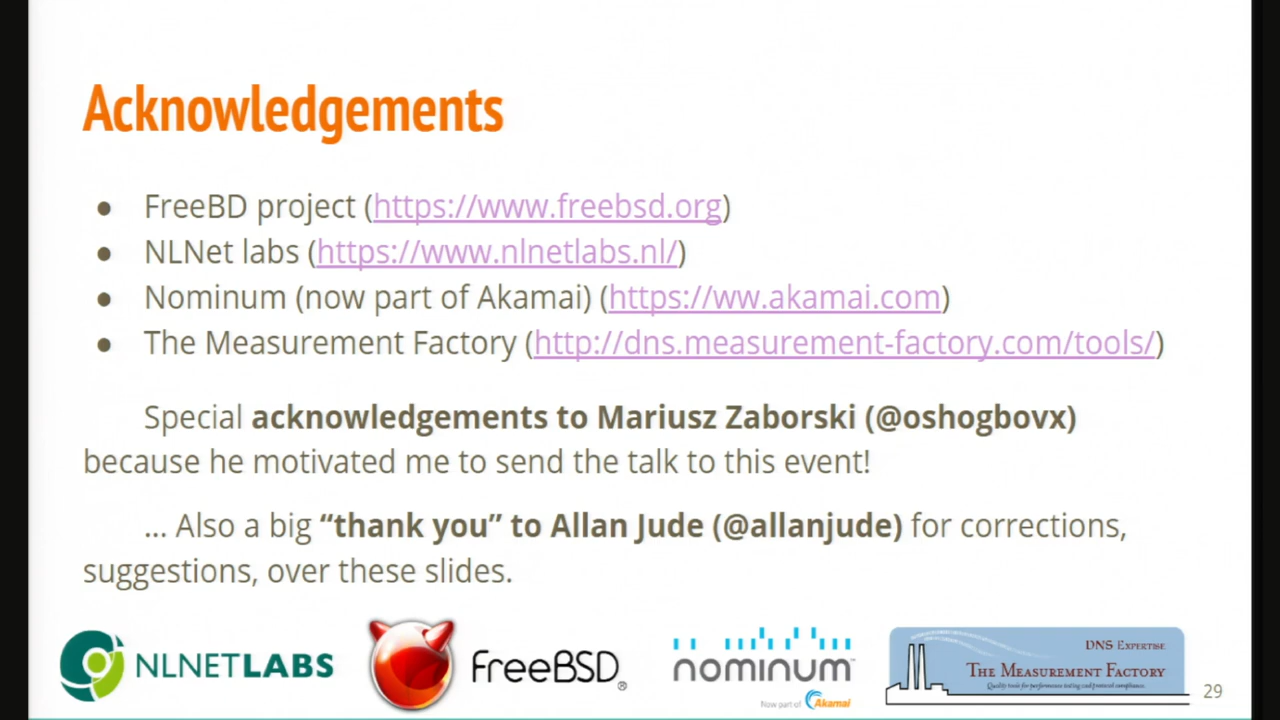 Acknowledgements
● FreeBD project (https://www.freebsd.org)
● NLNet labs (https://www.nlnetlabs.nl/)
● Nominum (now part of Akamai) (https://ww.akamai.com)
● The Measurement Factory (http://dns.measurement-factory.com/tools/)
Special acknowledgements to Mariusz Zaborski (@oshogbovx)
because he motivated me to send the talk to this event!
... Also a big “thank you” to Allan Jude (@allanjude) for corrections,
suggestions, over these slides.
NLNETLABS
FreeBSD®
nominum™
Now part of Akamai
DNS Expertise
The Measurement Factory
Quality tools for performance testing and protocol compliance.
29